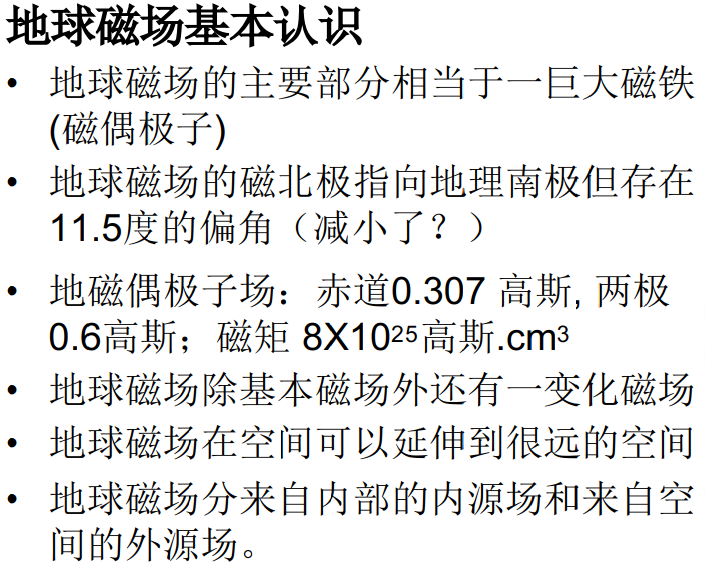 地球磁场基本认识
• 地球磁场的主要部分相当于一巨大磁铁
(磁偶极子)
• 地球磁场的磁北极指向地理南极但存在
11.5度的偏角（减小了？）
• 地磁偶极子场：赤道0.307 高斯, 两极
0.6高斯；磁矩 8X10²⁵高斯.cm³
• 地球磁场除基本磁场外还有一变化磁场
• 地球磁场在空间可以延伸到很远的空间
• 地球磁场分来自内部的内源场和来自空
间的外源场。